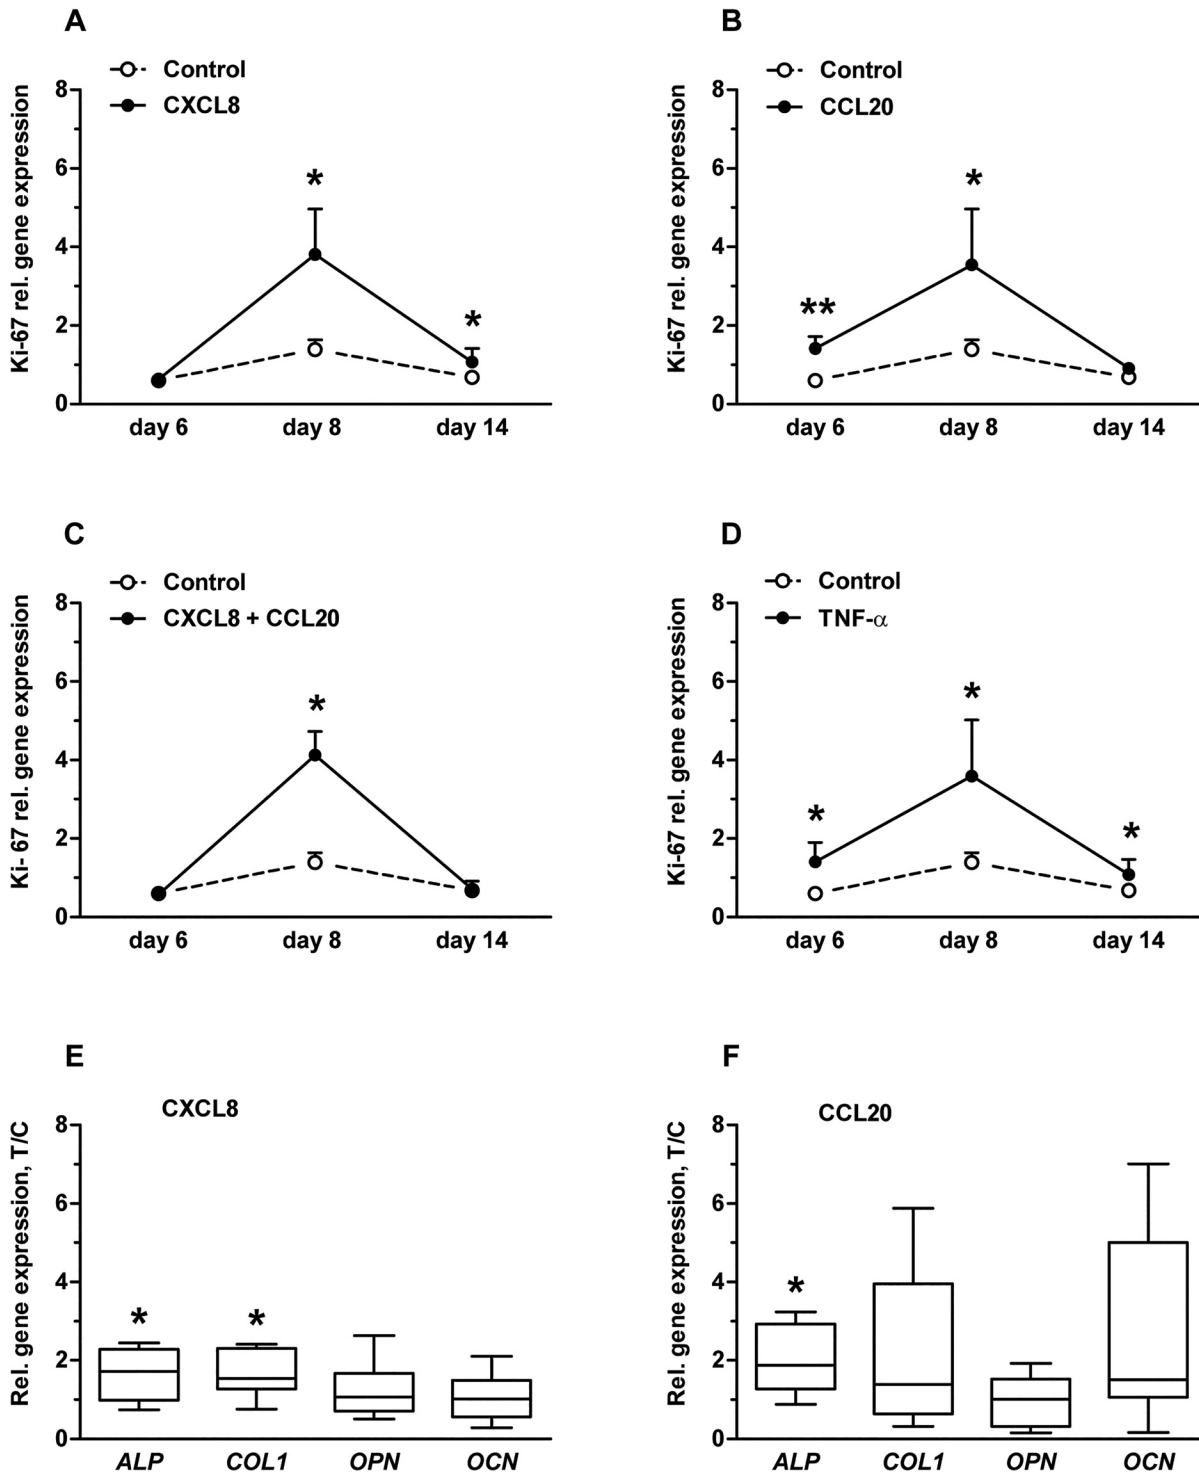 A
Control
CXCL8
Ki-67 rel. gene expression
8
6
4
2
0
*
*
day 6
day 8
day 14
B
Control
CCL20
Ki-67 rel. gene expression
8
6
4
2
0
**
*
day 6
day 8
day 14
C
Control
CXCL8 + CCL20
Ki- 67 rel. gene expression
8
6
4
2
0
*
day 6
day 8
day 14
D
Control
TNF-α
Ki-67 rel. gene expression
8
6
4
2
0
*
*
*
day 6
day 8
day 14
E
CXCL8
Rel. gene expression, T/C
8
6
4
2
0
*
*
ALP
COL1
OPN
OCN
F
CCL20
Rel. gene expression, T/C
8
6
4
2
0
*
ALP
COL1
OPN
OCN